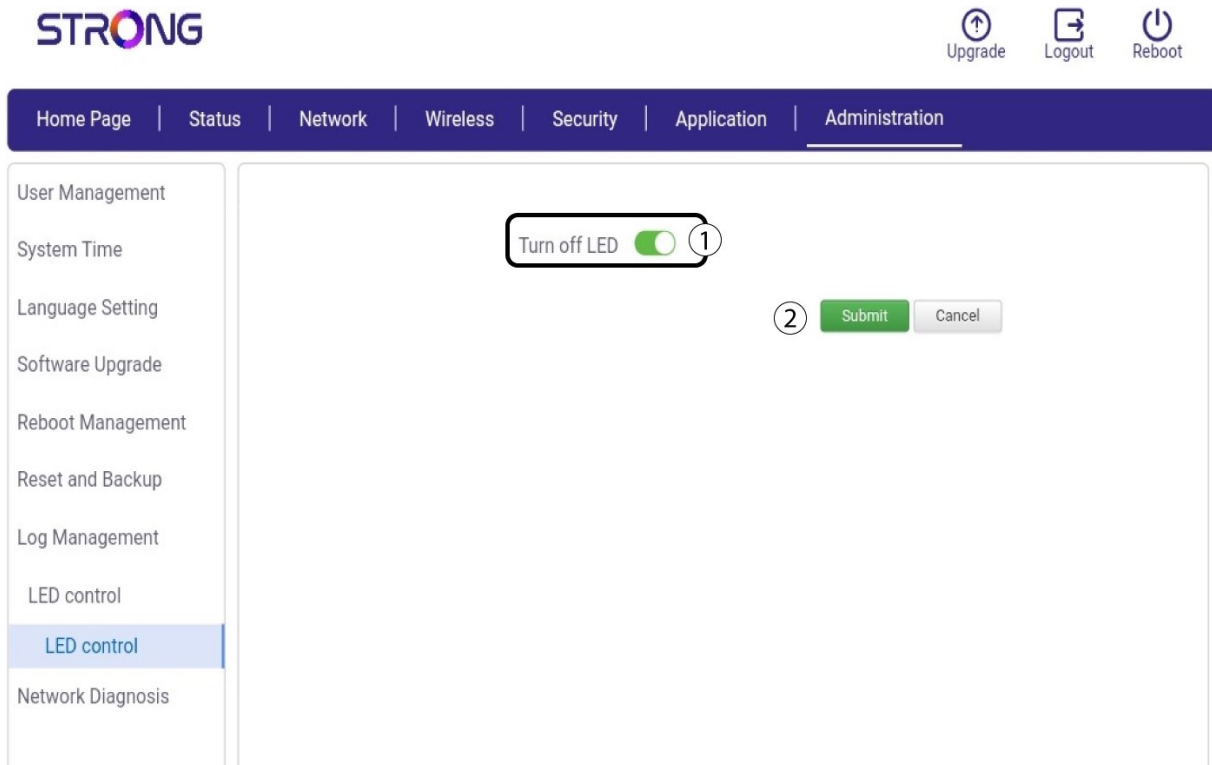 STRONG
Upgrade Logout Reboot
Home Page | Status | Network | Wireless | Security | Application | Administration
User Management
System Time
Language Setting
Software Upgrade
Reboot Management
Reset and Backup
Log Management
LED control
LED control
Network Diagnosis
Turn off LED 1
2 Submit Cancel